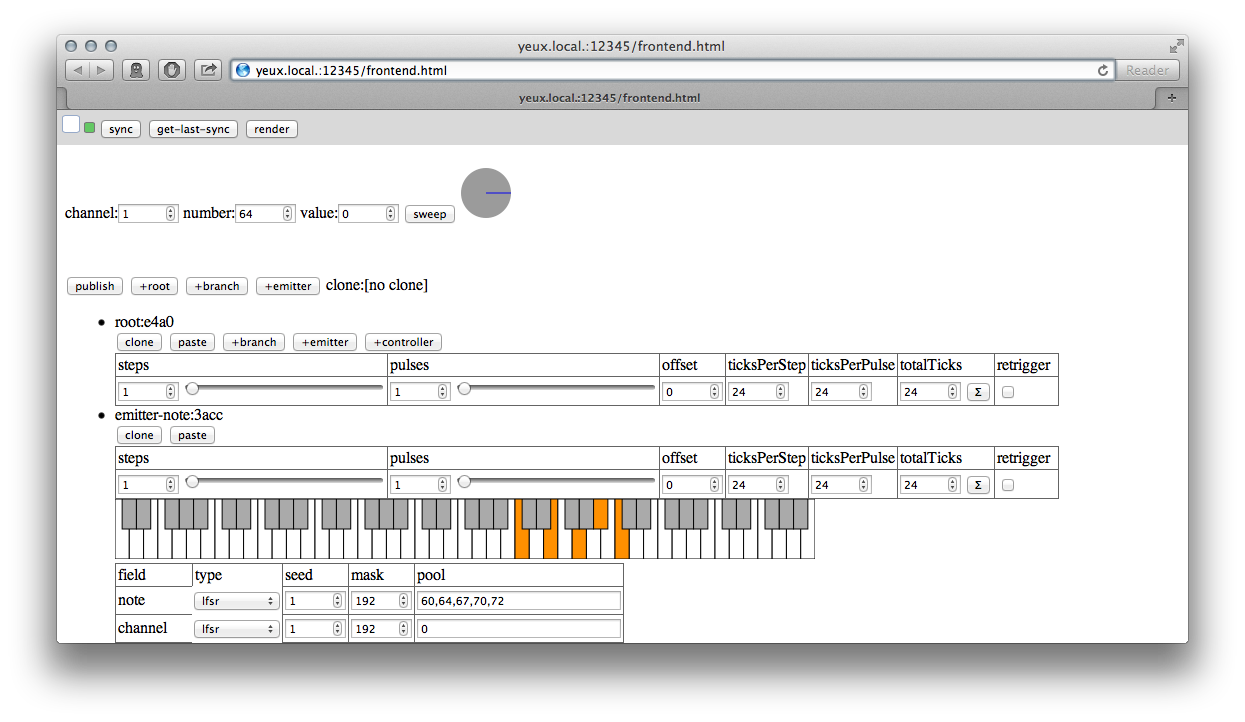 yeux.local.:12345/frontend.html
yeux.local.:12345/frontend.html Reader
yeux.local.:12345/frontend.html +
sync get-last-sync render
channel: 1 number: 64 value: 0 sweep
publish +root +branch +emitter clone:[no clone]
root:e4a0
clone paste +branch +emitter +controller
steps pulses offset ticksPerStep ticksPerPulse totalTicks retrigger
1 1 0 24 24 24 Σ
emitter-note:3acc
clone paste
steps pulses offset ticksPerStep ticksPerPulse totalTicks retrigger
1 1 0 24 24 24 Σ
field type seed mask pool
note lfsr 1 192 60,64,67,70,72
channel lfsr 1 192 0